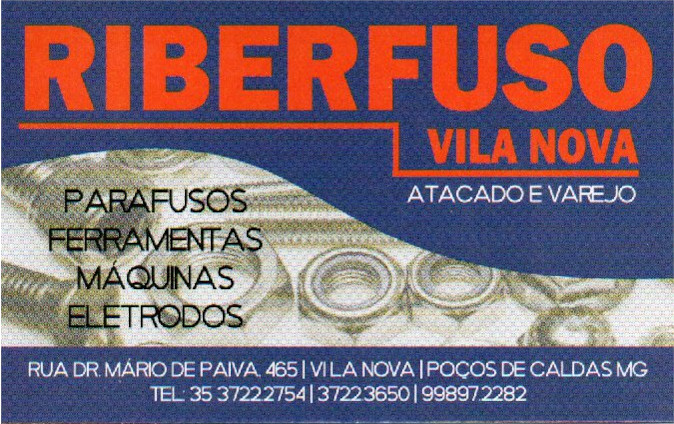 RIBERFUSO
VILA NOVA
ATACADO E VAREJO
PARAFUSOS
FERRAMENTAS
MÁQUINAS
ELETRODOS
RUA DR. MÁRIO DE PAIVA. 465 | VILA NOVA | POÇOS DE CALDAS MG
TEL: 35 3722.2754 | 3722.3650 | 99897.2282